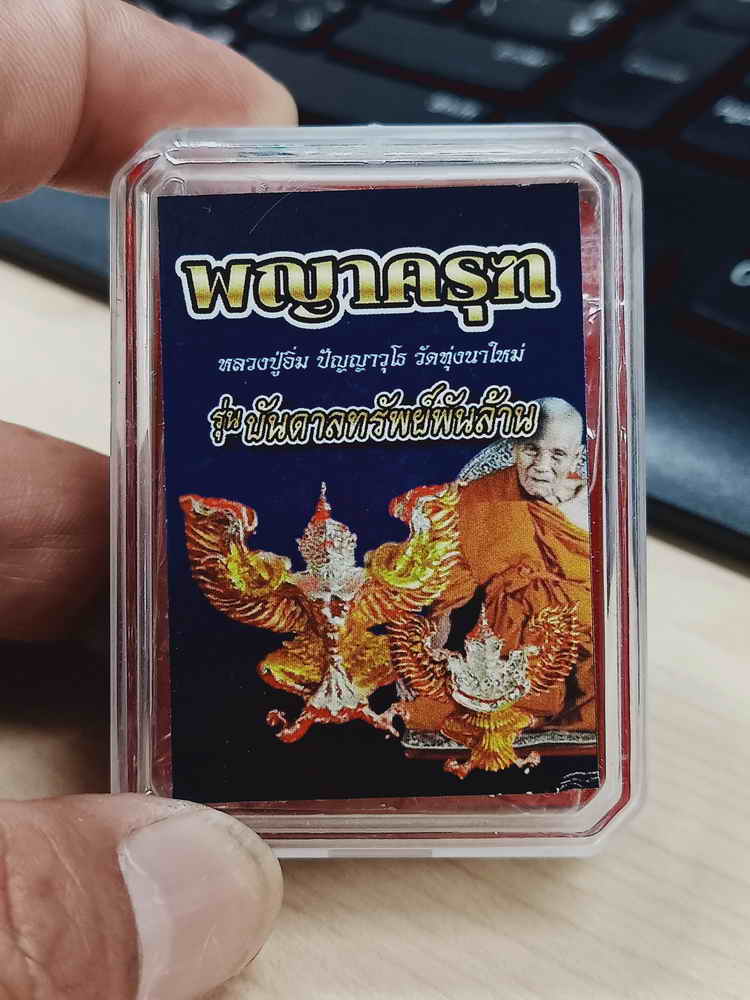 พญาครุฑ
หลวงปู่ธิม ปัญญาวุโธ วัดทุ่งนาใหม่
รุ่น บันดาลทรัพย์พันล้าน